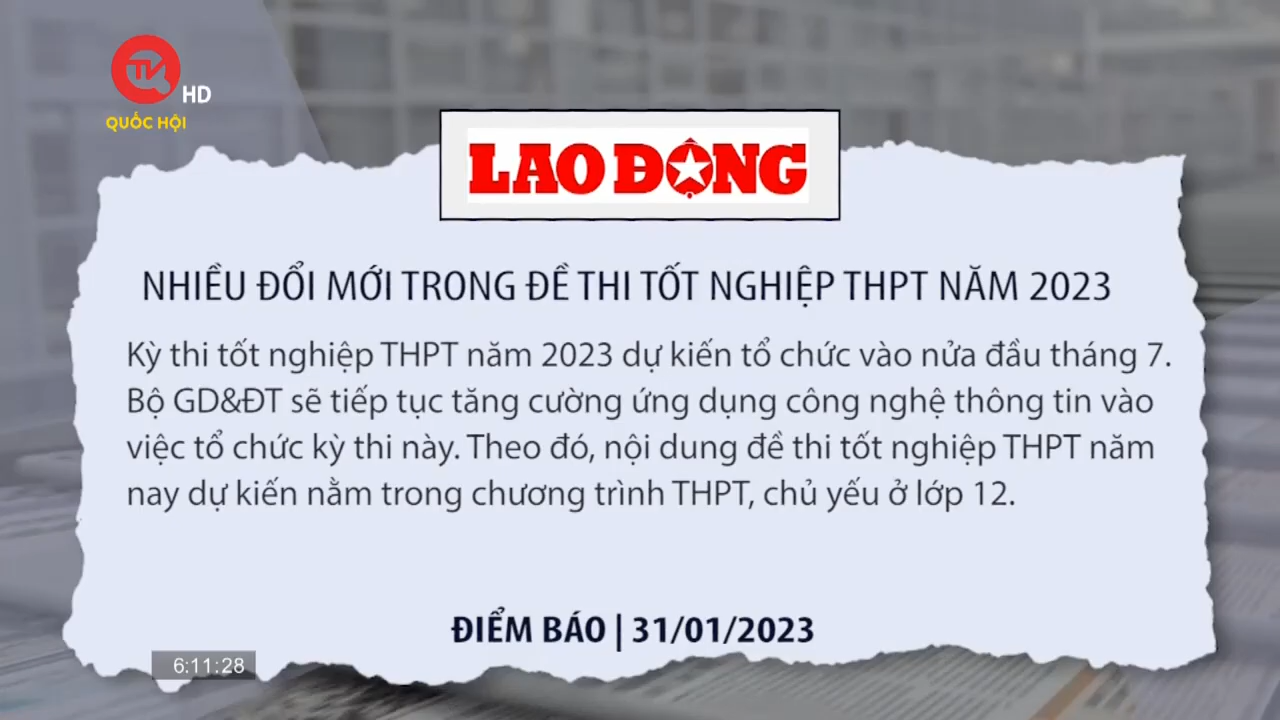 HD
QUỐC HỘI
LAO ĐỘNG
NHIỀU ĐỔI MỚI TRONG ĐỀ THI TỐT NGHIỆP THPT NĂM 2023
Kỳ thi tốt nghiệp THPT năm 2023 dự kiến tổ chức vào nửa đầu tháng 7.
Bộ GD&ĐT sẽ tiếp tục tăng cường ứng dụng công nghệ thông tin vào
việc tổ chức kỳ thi này. Theo đó, nội dung đề thi tốt nghiệp THPT năm
nay dự kiến nằm trong chương trình THPT, chủ yếu ở lớp 12.
ĐIỂM BÁO | 31/01/2023
6:11:28